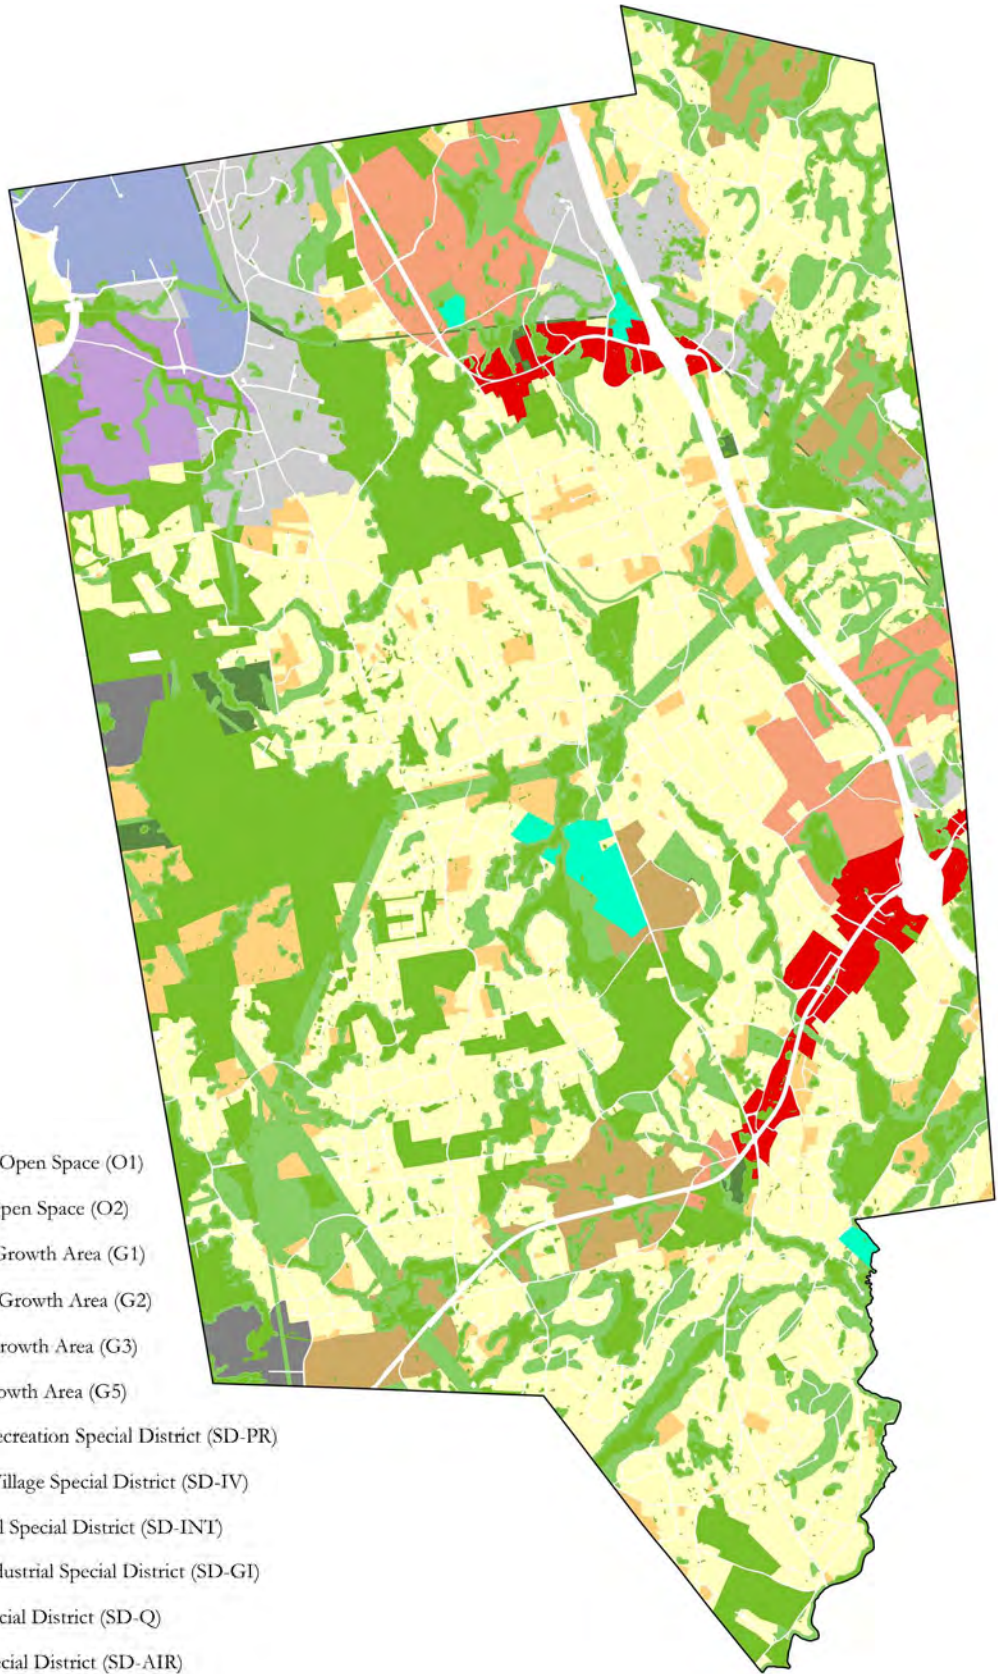 Open Space (O1)
pen Space (O2)
Growth Area (G1)
Growth Area (G2)
rowth Area (G3)
owth Area (G5)
ecreation Special District (SD-PR)
Village Special District (SD-IV)
l Special District (SD-INT)
dustrial Special District (SD-GI)
cial District (SD-Q)
ecial District (SD-AIR)